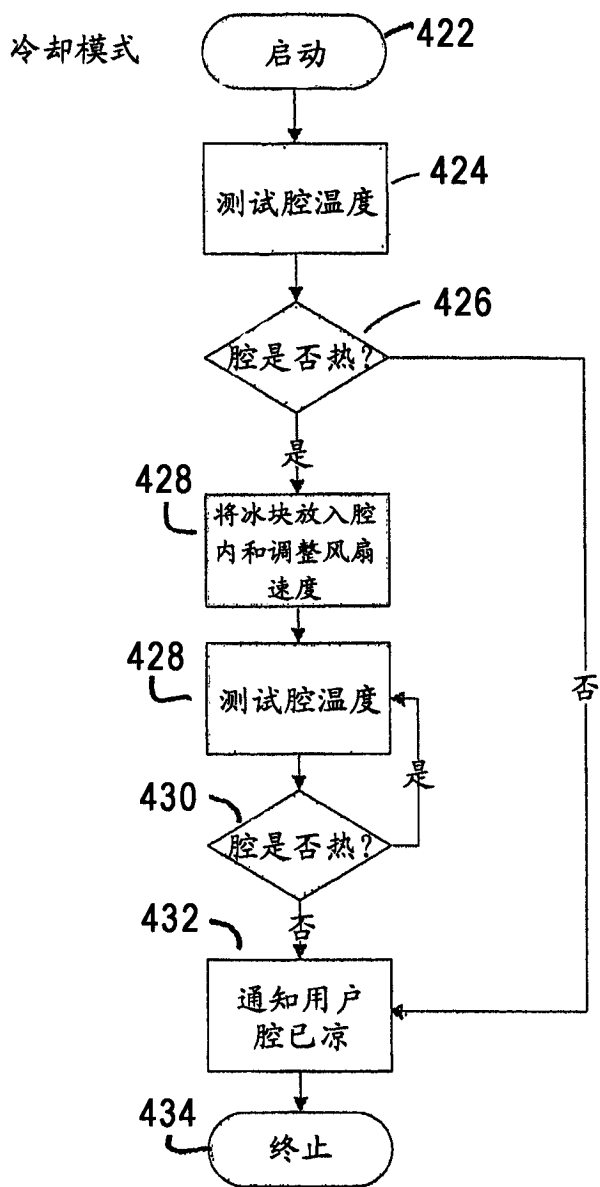 冷却模式
启动
422
测试腔温度
424
腔是否热?
426
是
428
将冰块放入腔
内和调整风扇
速度
428
测试腔温度
否
是
430
腔是否热?
否
432
通知用户
腔已凉
434
终止